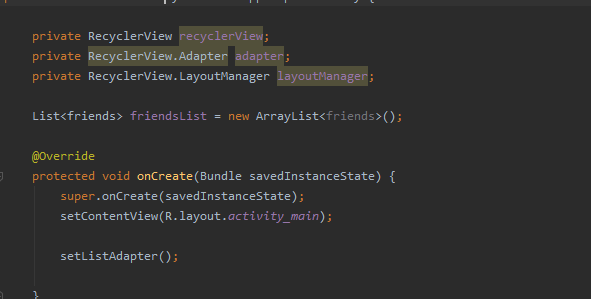 private RecyclerView recyclerView;
private RecyclerView.Adapter adapter;
private RecyclerView.LayoutManager layoutManager;
List<friends> friendsList = new ArrayList<friends>();
@Override
protected void onCreate(Bundle savedInstanceState) {
super.onCreate(savedInstanceState);
setContentView(R.layout.activity_main);
setListAdapter();
}